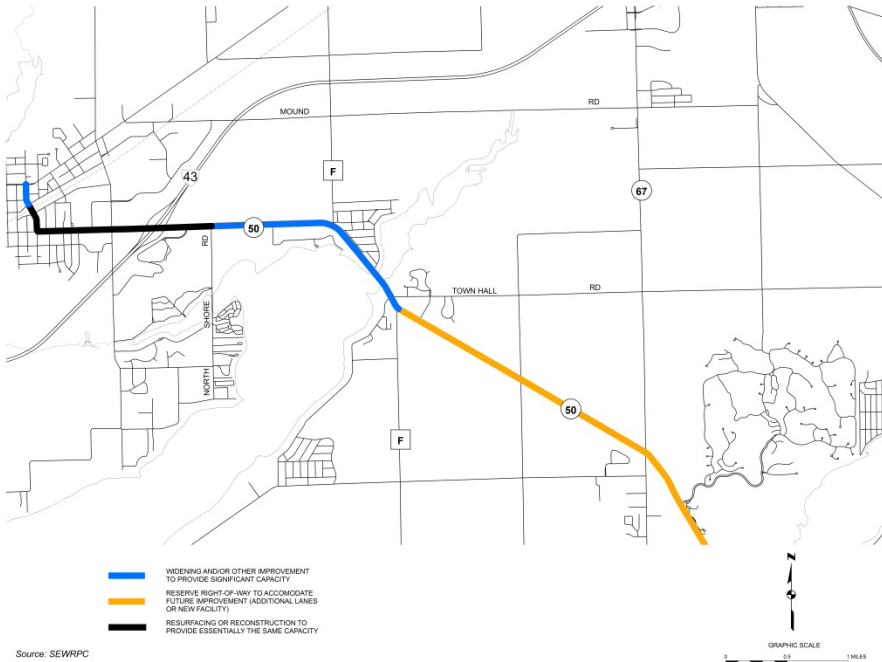 MOUND
RD
F
43
67
50
RD
TOWN HALL
RD
SHORE
NORTH
50
F
WIDENING AND/OR OTHER IMPROVEMENT
TO PROVIDE SIGNIFICANT CAPACITY
RESERVE RIGHT-OF-WAY TO ACCOMODATE
FUTURE IMPROVEMENT (ADDITIONAL LANES
OR NEW FACILITY)
RESURFACING OR RECONSTRUCTION TO
PROVIDE ESSENTIALLY THE SAME CAPACITY
Source: SEWRPC
N
GRAPHIC SCALE
0 0.5 1 MILES